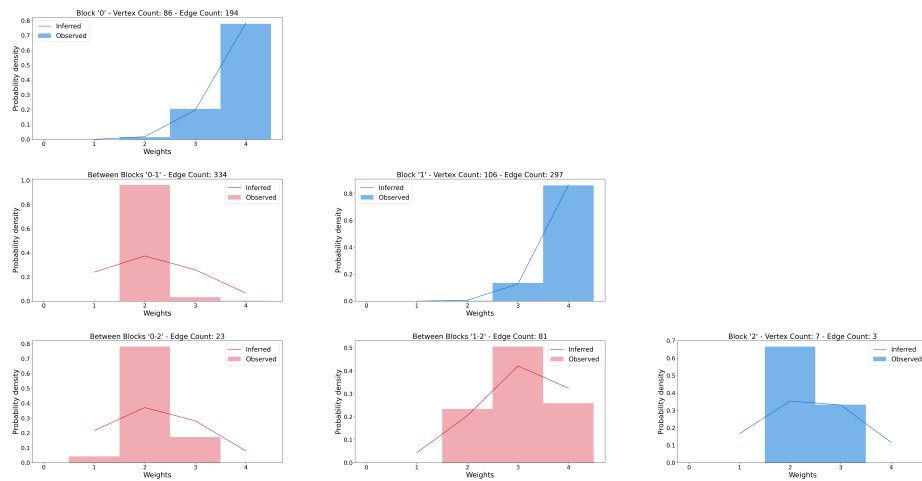 Block '0' - Vertex Count: 86 - Edge Count: 194
Inferred
Observed
Probability density
0.8
0.7
0.6
0.5
0.4
0.3
0.2
0.1
0.0
0 1 2 3 4
Weights
Between Blocks '0-1' - Edge Count: 334
Inferred
Observed
Probability density
1.0
0.8
0.6
0.4
0.2
0.0
0 1 2 3 4
Weights
Block '1' - Vertex Count: 106 - Edge Count: 297
Inferred
Observed
Probability density
0.8
0.6
0.4
0.2
0.0
0 1 2 3 4
Weights
Between Blocks '0-2' - Edge Count: 23
Inferred
Observed
Probability density
0.8
0.7
0.6
0.5
0.4
0.3
0.2
0.1
0.0
0 1 2 3 4
Weights
Between Blocks '1-2' - Edge Count: 81
Inferred
Observed
Probability density
0.5
0.4
0.3
0.2
0.1
0.0
0 1 2 3 4
Weights
Block '2' - Vertex Count: 7 - Edge Count: 3
Inferred
Observed
Probability density
0.7
0.6
0.5
0.4
0.3
0.2
0.1
0.0
0 1 2 3 4
Weights